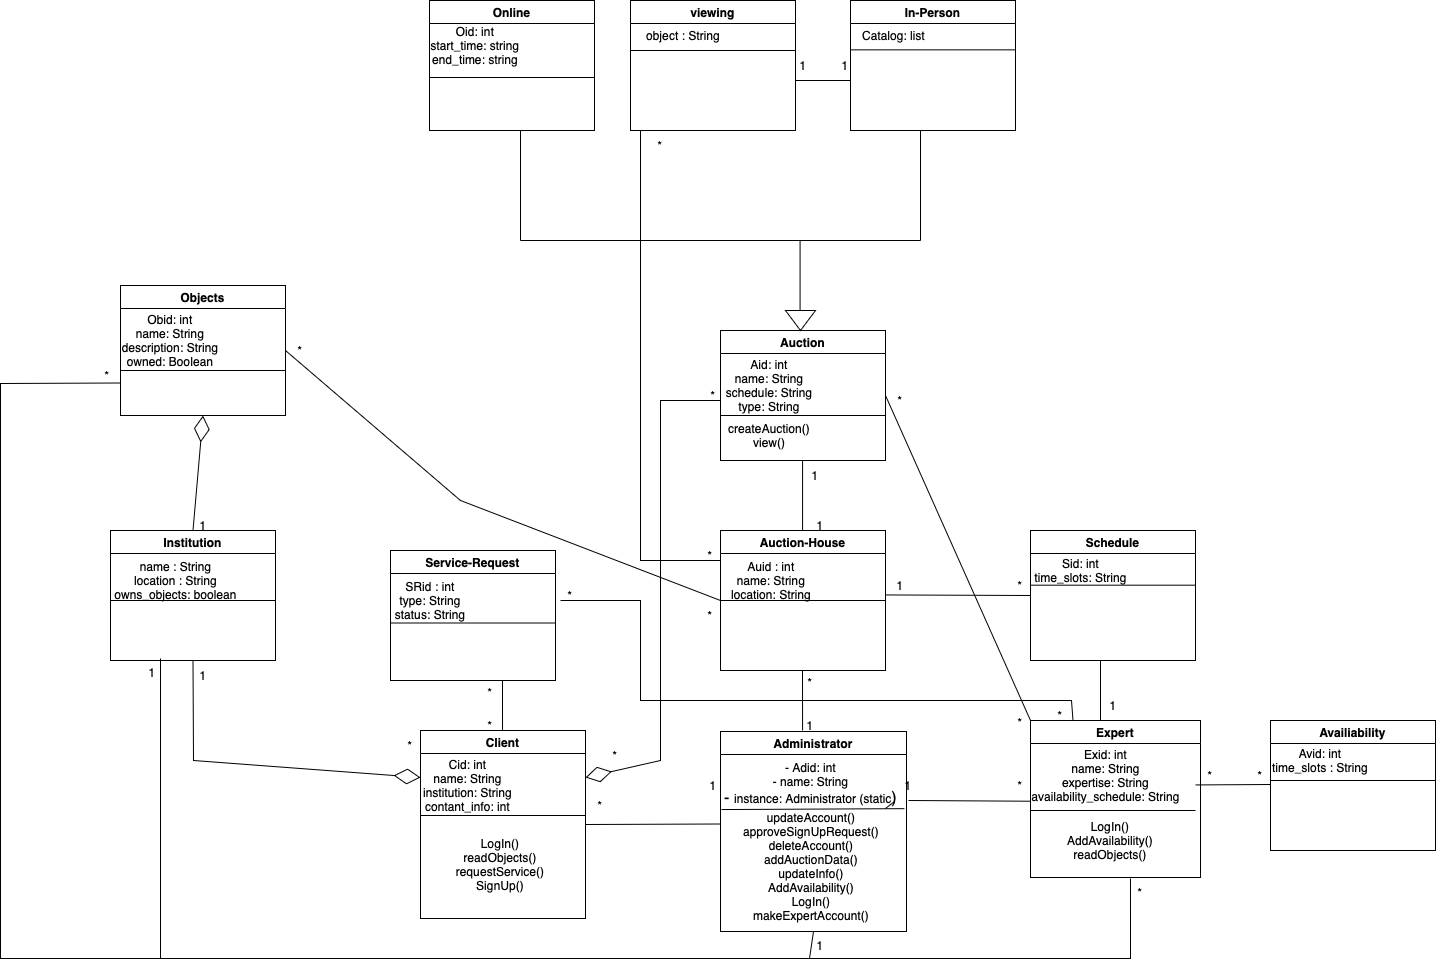 Online
Oid: int
start_time: string
end_time: string
viewing
object : String
1
*
In-Person
Catalog: list
1
Objects
Obid: int
name: String
description: String
owned: Boolean
*
*
Auction
Aid: int
name: String
schedule: String
type: String
createAuction()
view()
*
*
1
1
Institution
name : String
location : String
owns_objects: boolean
1
1
1
Service-Request
SRid : int
type: String
status: String
*
*
Auction-House
Auid : int
name: String
location: String
1
*
*
1
*
Schedule
Sid: int
time_slots: String
*
1
Client
Cid: int
name: String
institution: String
contant_info: int
LogIn()
readObjects()
requestService()
SignUp()
*
*
*
*
Administrator
- Adid: int
- name: String
- instance: Administrator (static)
updateAccount()
approveSignUpRequest()
deleteAccount()
addAuctionData()
updateInfo()
AddAvailability()
LogIn()
makeExpertAccount()
1
1
1
1
Expert
Exid: int
name: String
expertise: String
availability_schedule: String
LogIn()
AddAvailability()
readObjects()
*
*
*
*
*
Availiability
Avid: int
time_slots : String
*